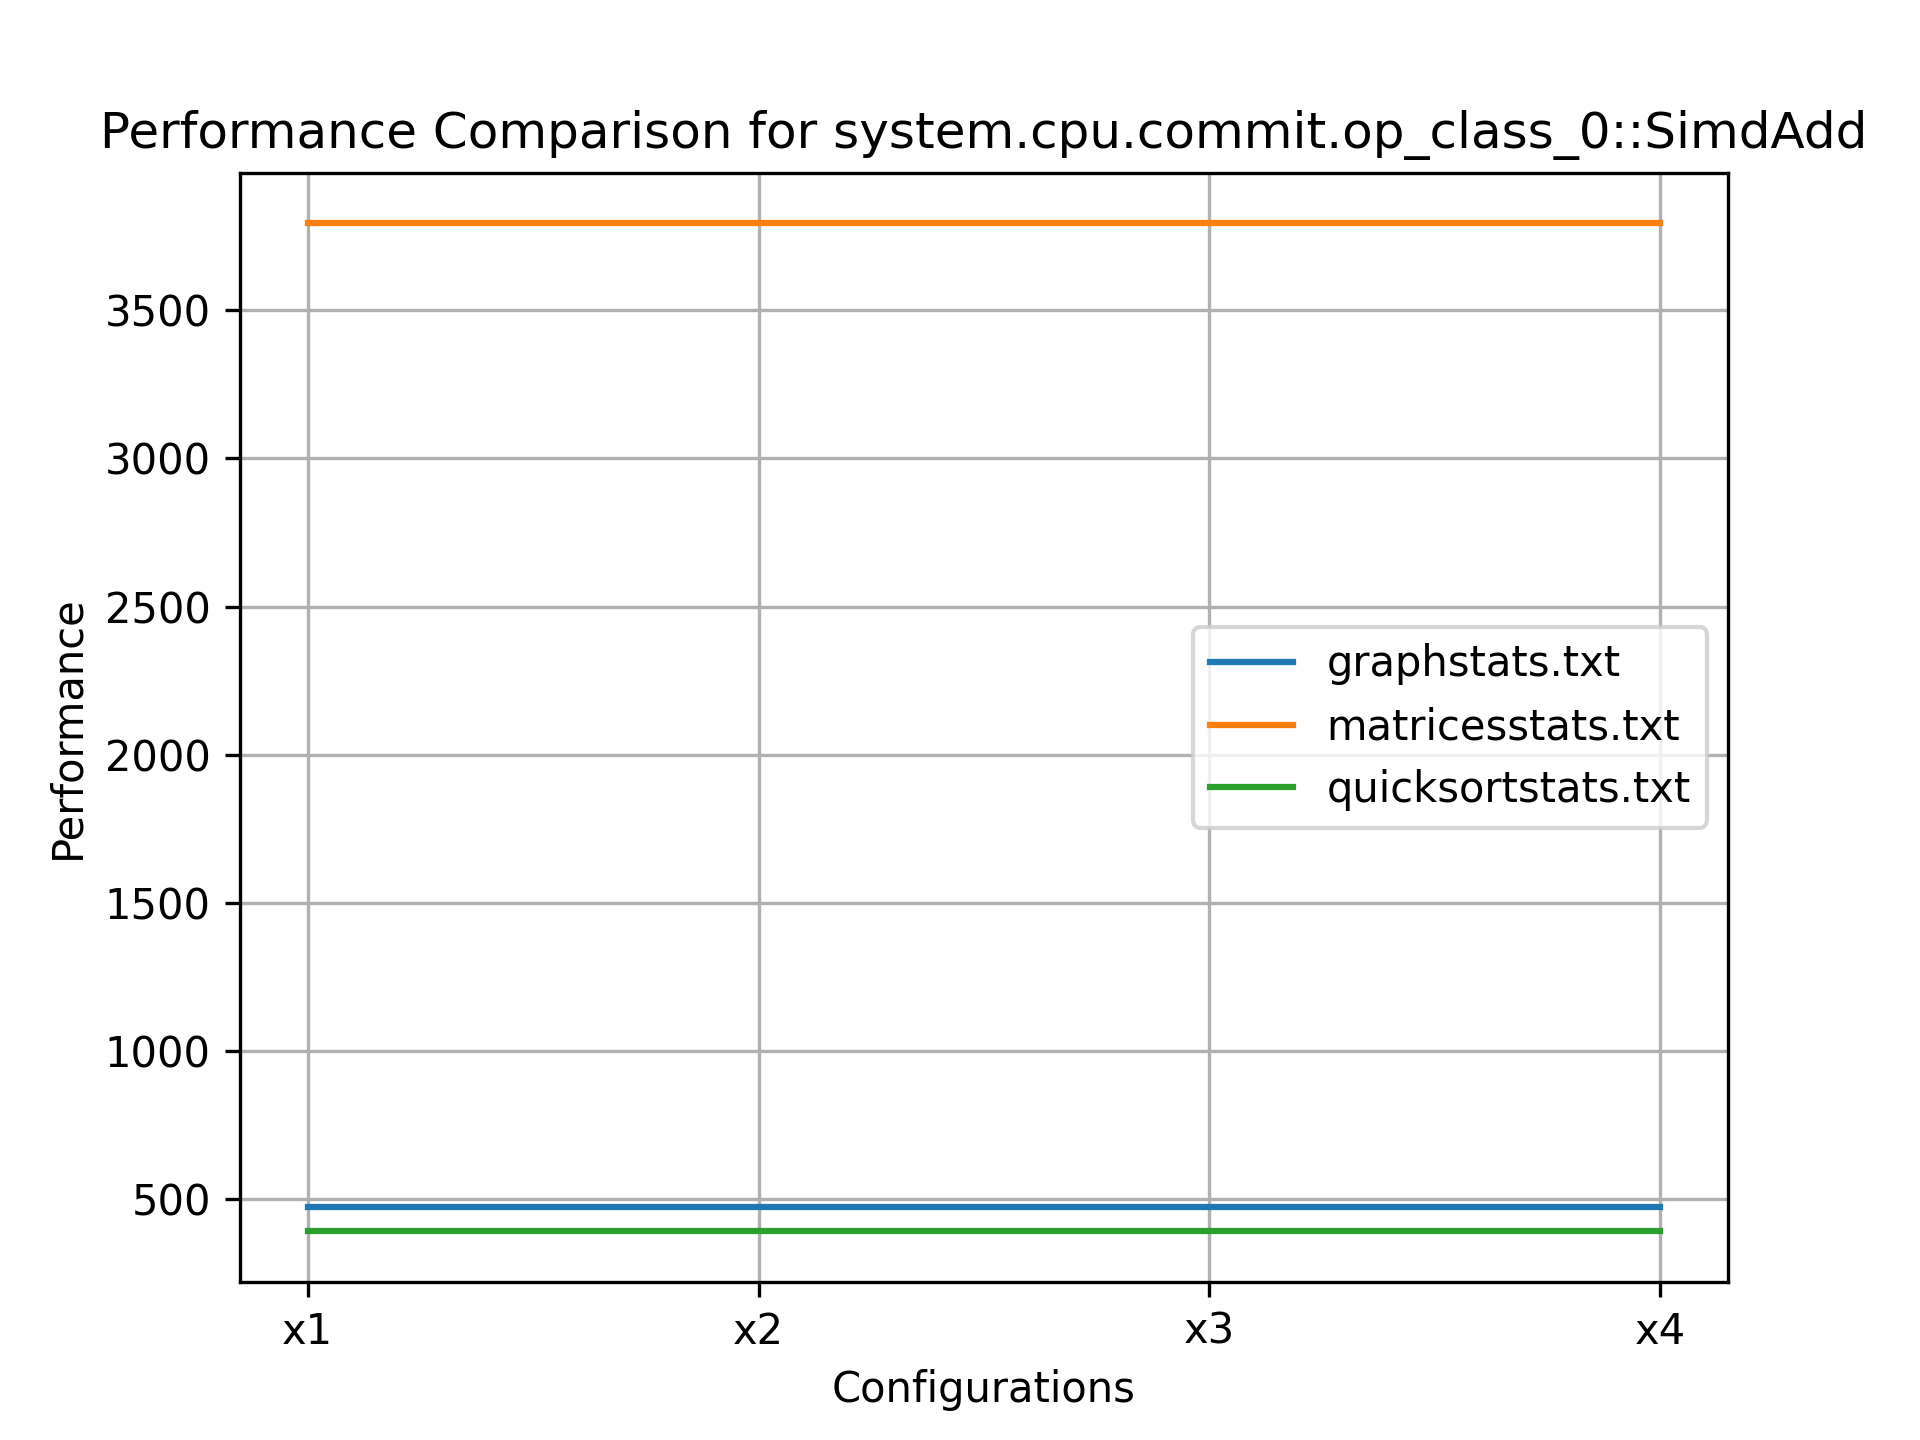 Performance Comparison for system.cpu.commit.op_class_0::SimdAdd
3500
3000
2500
2000
1500
1000
500
Performance
graphstats.txt
matricesstats.txt
quicksortstats.txt
x1
x2
x3
x4
Configurations